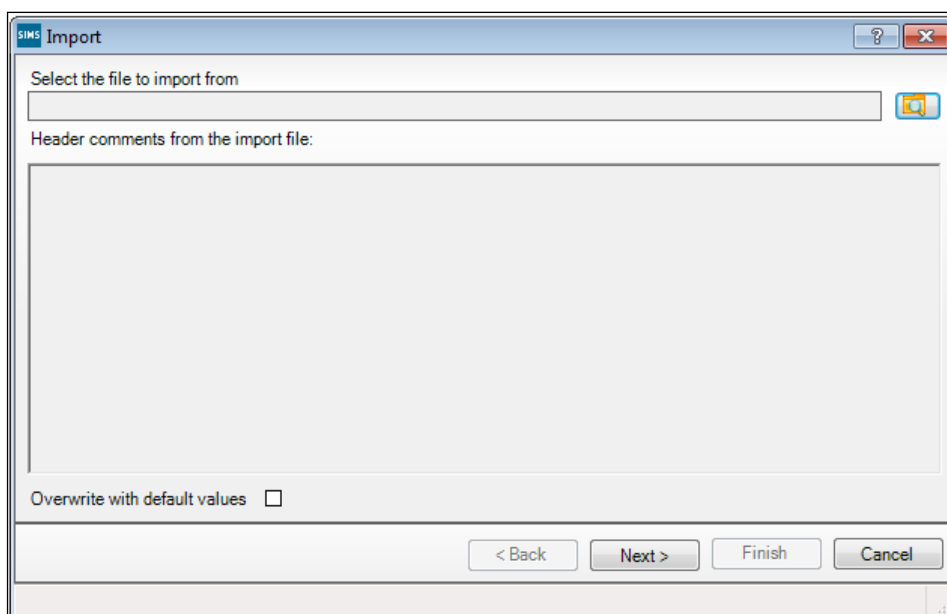 SIMS Import
?
Select the file to import from
Header comments from the import file:
Overwrite with default values
< Back Next > Finish Cancel